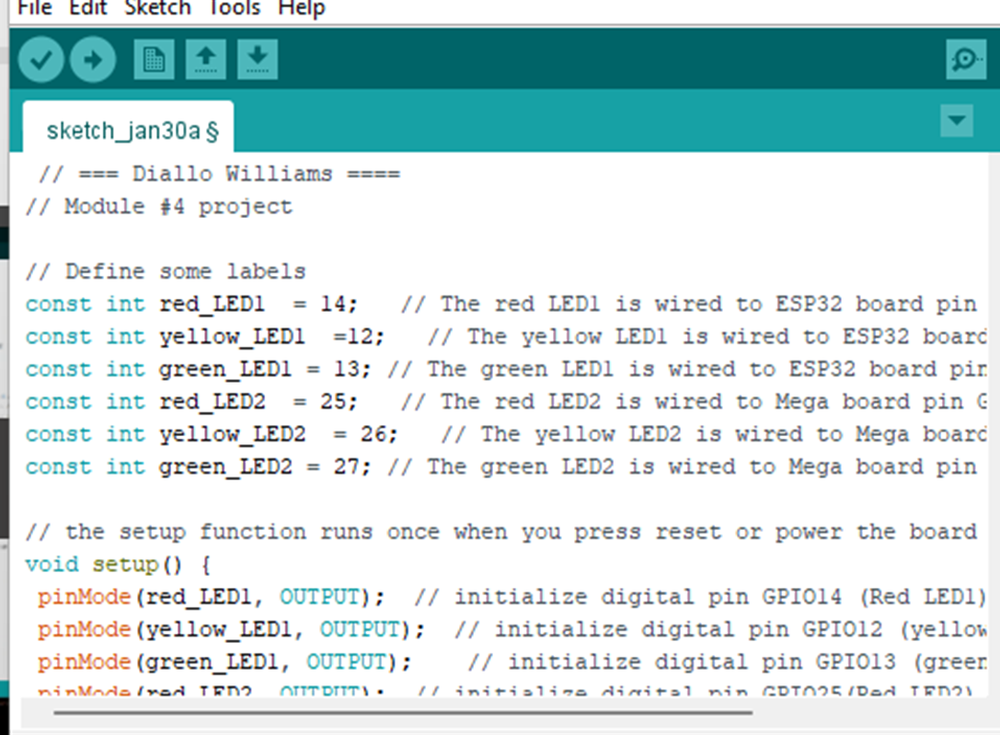 File Edit Sketch Tools Help
sketch_jan30a §
// === Diallo Williams ====
// Module #4 project
// Define some labels
const int red_LED1  = 14;   // The red LED1 is wired to ESP32 board pin
const int yellow_LED1  =12;   // The yellow LED1 is wired to ESP32 board
const int green_LED1 = 13; // The green LED1 is wired to ESP32 board pin
const int red_LED2  = 25;   // The red LED2 is wired to Mega board pin G
const int yellow_LED2  = 26;   // The yellow LED2 is wired to Mega board
const int green_LED2 = 27; // The green LED2 is wired to Mega board pin
// the setup function runs once when you press reset or power the board
void setup() {
pinMode(red_LED1, OUTPUT);  // initialize digital pin GPIO14 (Red LED1)
pinMode(yellow_LED1, OUTPUT);  // initialize digital pin GPIO12 (yellow
pinMode(green_LED1, OUTPUT);    // initialize digital pin GPIO13 (green
pinMode(red_LED2, OUTPUT);  // initialize digital pin GPIO25(Red LED2)